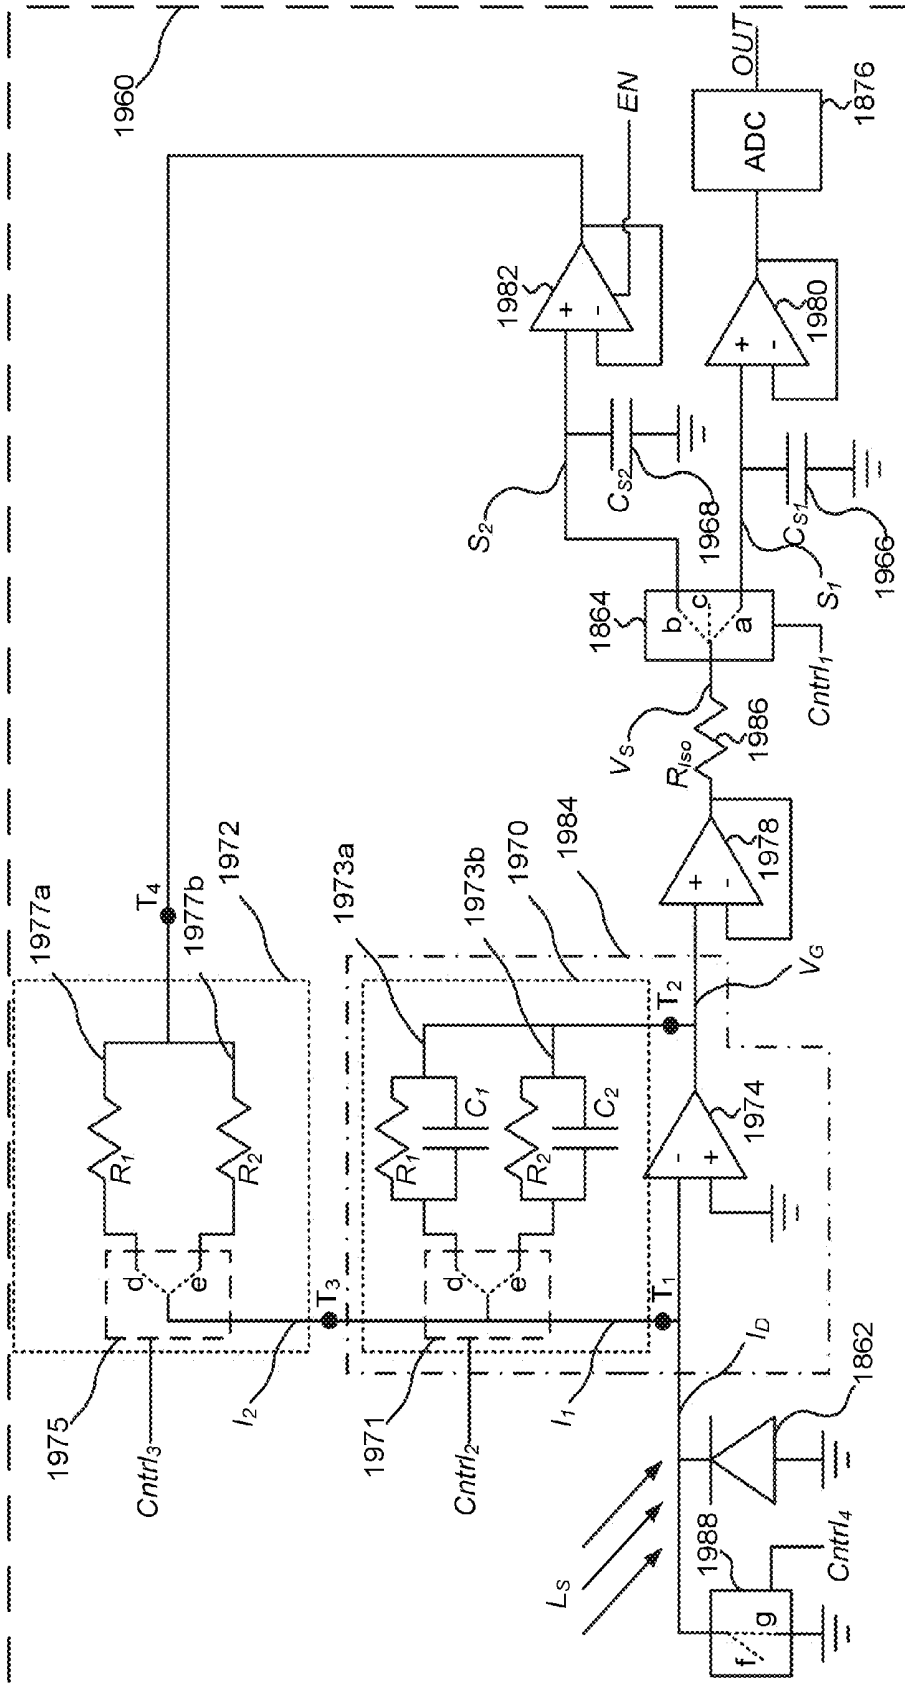 1960
1977a
T4
1977b
1972
R1
R2
d
e
1975
Cntrl3
I2
T3
1973a
1973b
1970
1984
R1
C1
R2
C2
d
e
1971
Cntrl2
I1
T1
T2
-
+
1974
VG
ID
1862
LS
1988
f
g
Cntrl4
+
-
1978
RIso
1986
VS
1864
b
c
a
Cntrl1
S2
CS2
1968
S1
CS1
1966
+
-
1982
EN
+
-
1980
ADC
1876
OUT